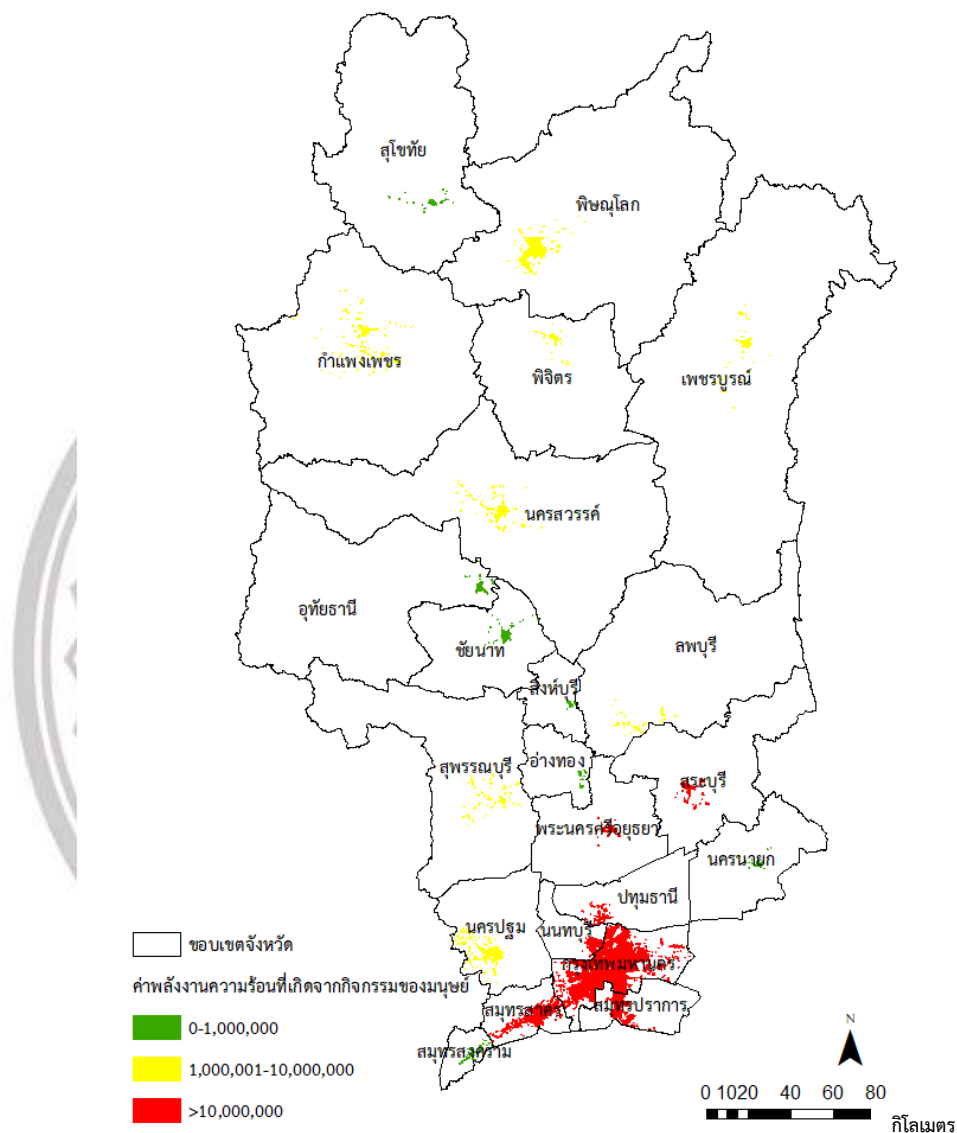 สุโขทัย
พิษณุโลก
กำแพงเพชร
พิจิตร
เพชรบูรณ์
นครสวรรค์
อุทัยธานี
ชัยนาท
ลพบุรี
สิงห์บุรี
อ่างทอง
สุพรรณบุรี
สระบุรี
พระนครศรีอยุธยา
นครนายก
ปทุมธานี
นครปฐม
นนทบุรี
กรุงเทพมหานคร
สมุทรสาคร
สมุทรปราการ
สมุทรสงคราม
ขอบเขตจังหวัด
ค่าพลังงานความร้อนที่เกิดจากกิจกรรมของมนุษย์
0-1,000,000
1,000,001-10,000,000
>10,000,000
N
0 1020 40 60 80
กิโลเมตร